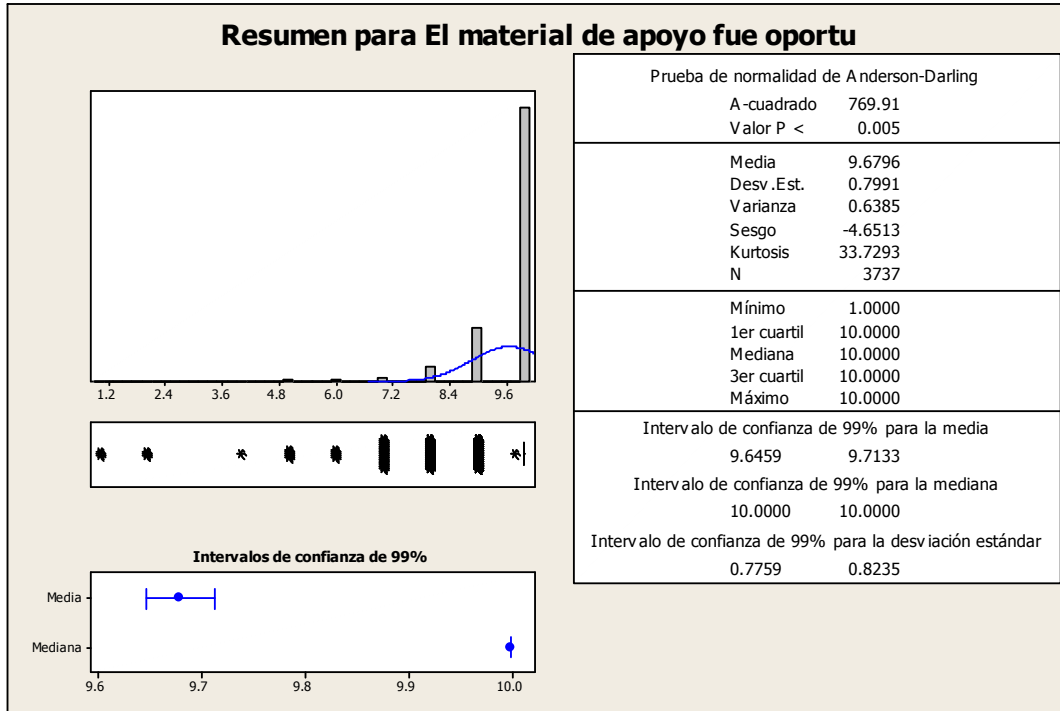 Resumen para El material de apoyo fue oportu
1.2 2.4 3.6 4.8 6.0 7.2 8.4 9.6
Intervalos de confianza de 99%
Media
Mediana
9.6 9.7 9.8 9.9 10.0
Prueba de normalidad de Anderson-Darling
A-cuadrado 769.91
Valor P < 0.005
Media 9.6796
Desv.Est. 0.7991
Varianza 0.6385
Sesgo -4.6513
Kurtosis 33.7293
N 3737
Mínimo 1.0000
1er cuartil 10.0000
Mediana 10.0000
3er cuartil 10.0000
Máximo 10.0000
Intervalo de confianza de 99% para la media
9.6459 9.7133
Intervalo de confianza de 99% para la mediana
10.0000 10.0000
Intervalo de confianza de 99% para la desviación estándar
0.7759 0.8235